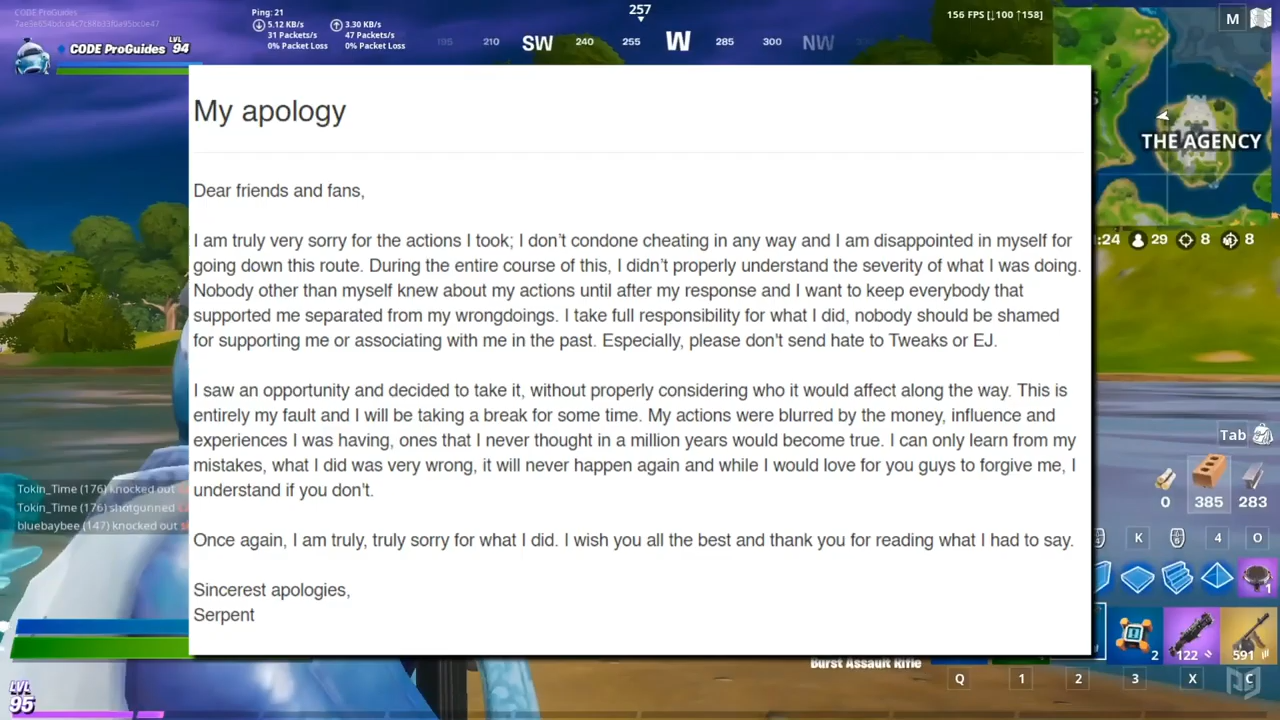 CODE ProGuides
CODE ProGuides LVL 94
Ping: 21
5.12 KB/s 3.30 KB/s
31 Packets/s 47 Packets/s
0% Packet Loss 0% Packet Loss
257
195 210 SW 240 255 W 285 300 NW
156 FPS [↓100 ↑158]
M
THE AGENCY
:24 29 8 8
My apology
Dear friends and fans,
I am truly very sorry for the actions I took; I don't condone cheating in any way and I am disappointed in myself for
going down this route. During the entire course of this, I didn't properly understand the severity of what I was doing.
Nobody other than myself knew about my actions until after my response and I want to keep everybody that
supported me separated from my wrongdoings. I take full responsibility for what I did, nobody should be shamed
for supporting me or associating with me in the past. Especially, please don't send hate to Tweaks or EJ.
I saw an opportunity and decided to take it, without properly considering who it would affect along the way. This is
entirely my fault and I will be taking a break for some time. My actions were blurred by the money, influence and
experiences I was having, ones that I never thought in a million years would become true. I can only learn from my
mistakes, what I did was very wrong, it will never happen again and while I would love for you guys to forgive me, I
understand if you don't.
Once again, I am truly, truly sorry for what I did. I wish you all the best and thank you for reading what I had to say.
Sincerest apologies,
Serpent
Tokin_Time (176) knocked out
Tokin_Time (176) shotgunned
bluebaybee (147) knocked out
Tab
0 385 283
K 4 O
1
2 122 591
Burst Assault Rifle
Q 1 2 3 X C
LVL
95